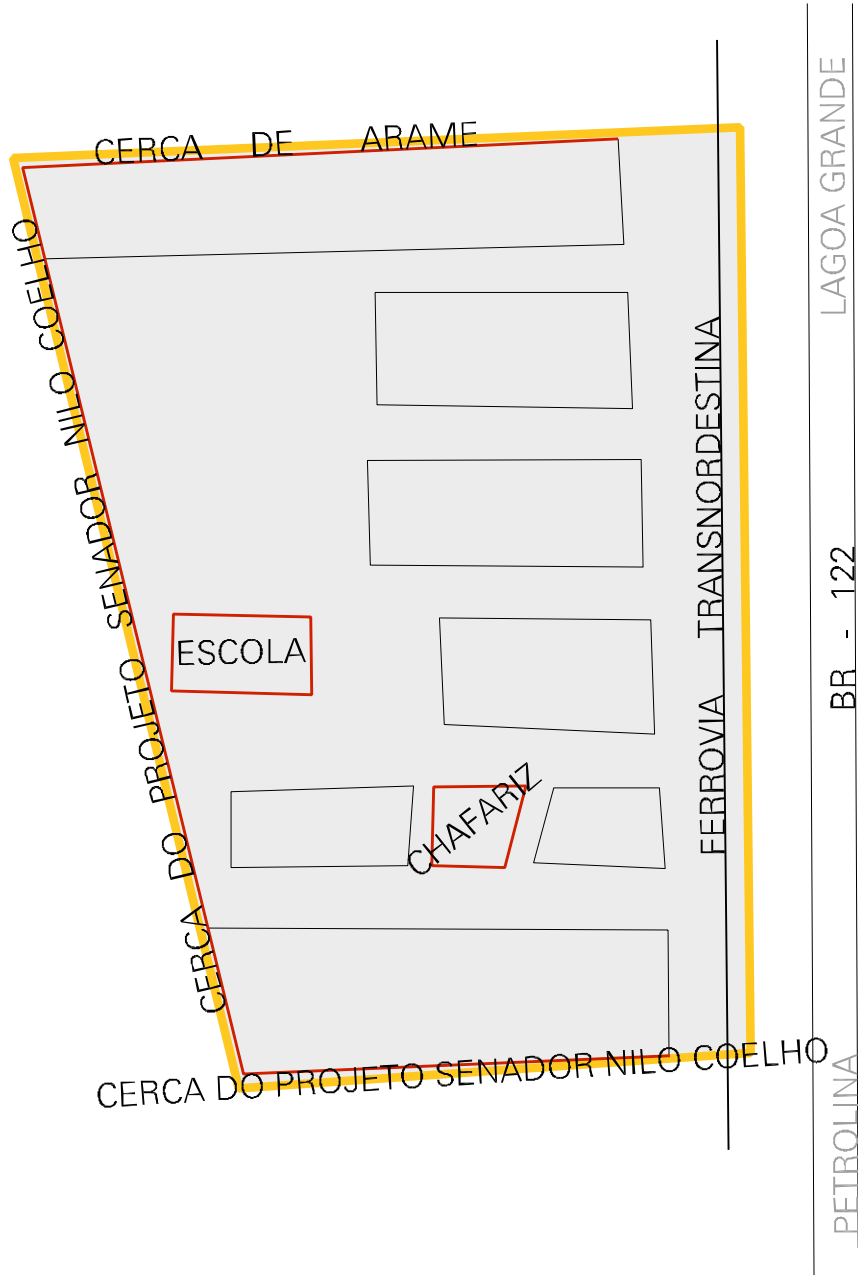 CERCA DE ARAME
LAGOA GRANDE
CERCA DO PROJETO SENADOR NILO COELHO
FERROVIA TRANSNORDESTINA
BR - 122
ESCOLA
CHAFARIZ
CERCA DO PROJETO SENADOR NILO COELHO
PETROLINA